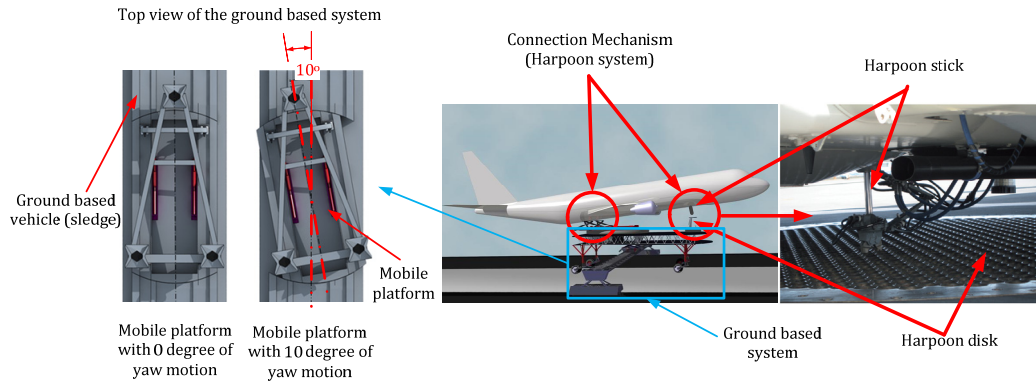 Top view of the ground based system
10º
Ground based
vehicle (sledge)
Mobile
platform
Mobile platform
with 0 degree of
yaw motion
Mobile platform
with 10 degree of
yaw motion
Connection Mechanism
(Harpoon system)
Ground based
system
Harpoon stick
Harpoon disk